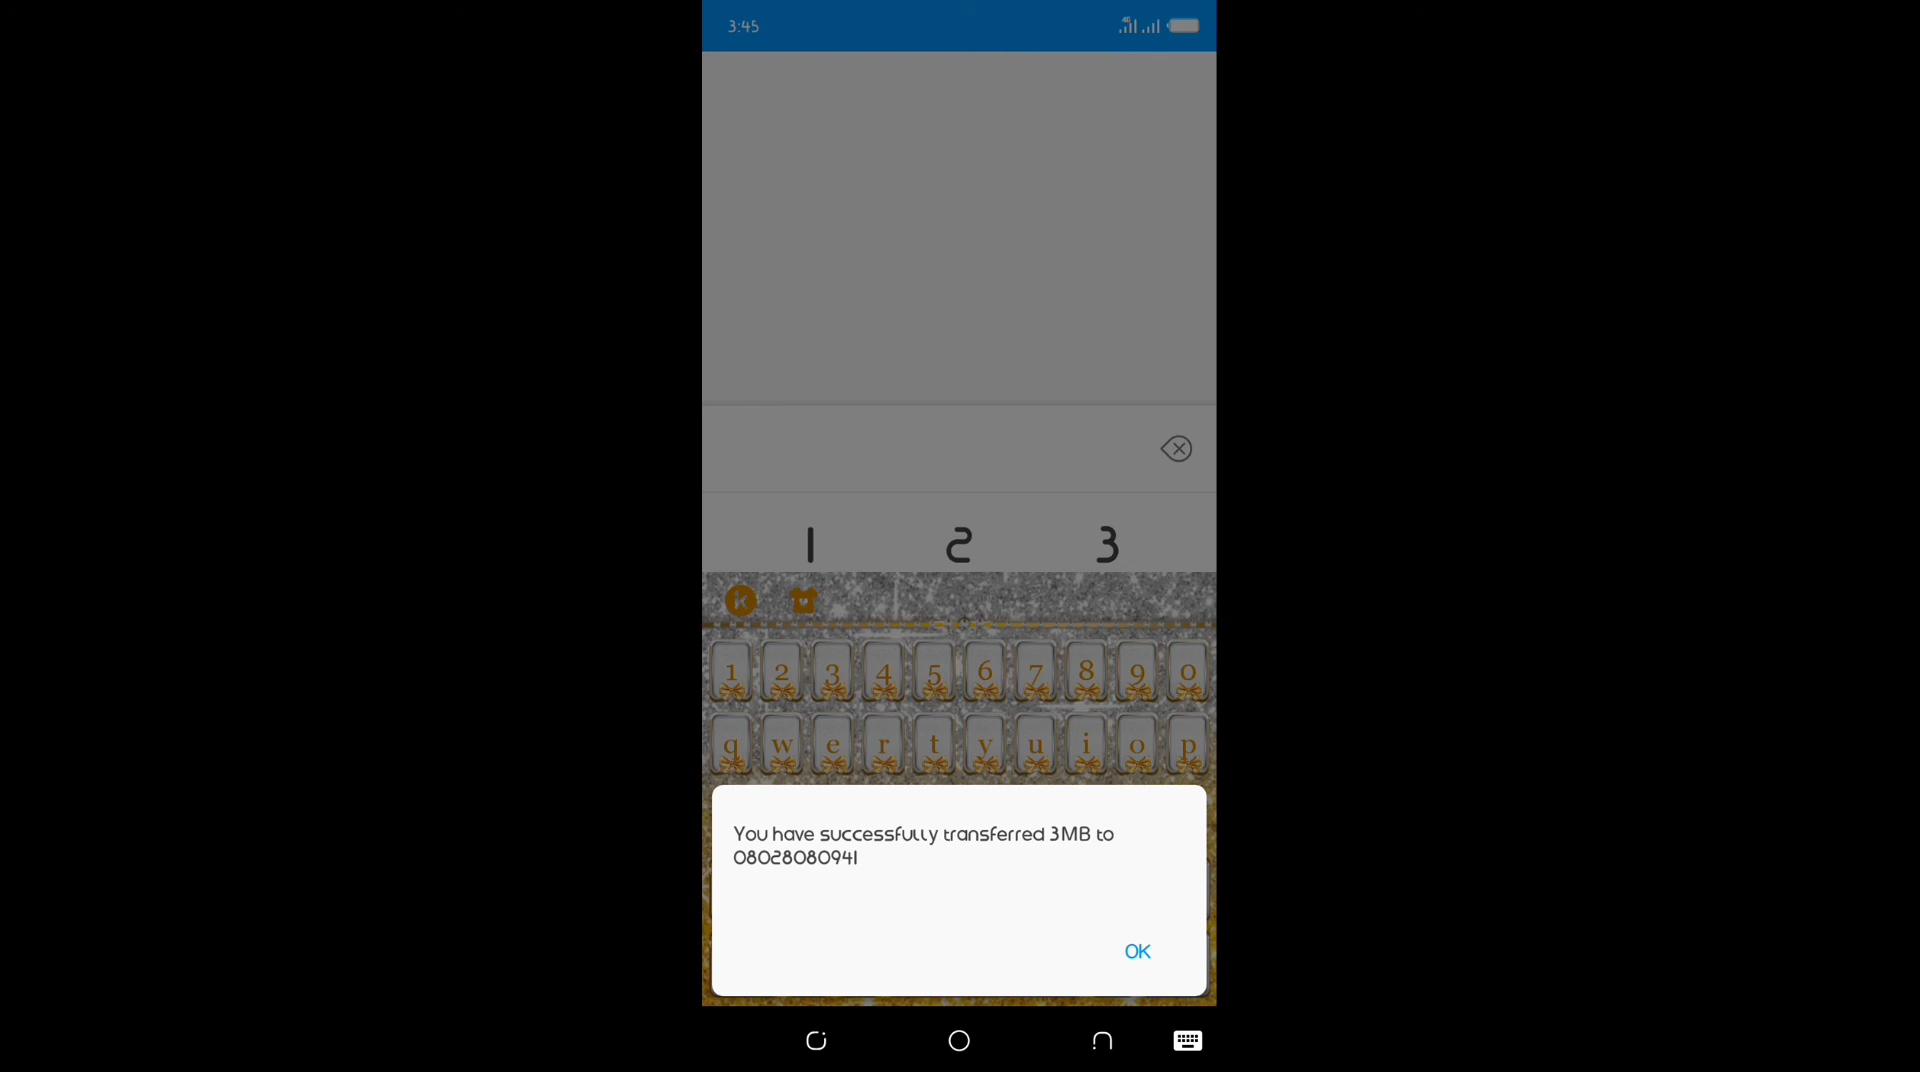 3:45
4G
1 2 3
K
1 2 3 4 5 6 7 8 9 0
q w e r t y u i o p
You have successfully transferred 3MB to
08028080941
OK